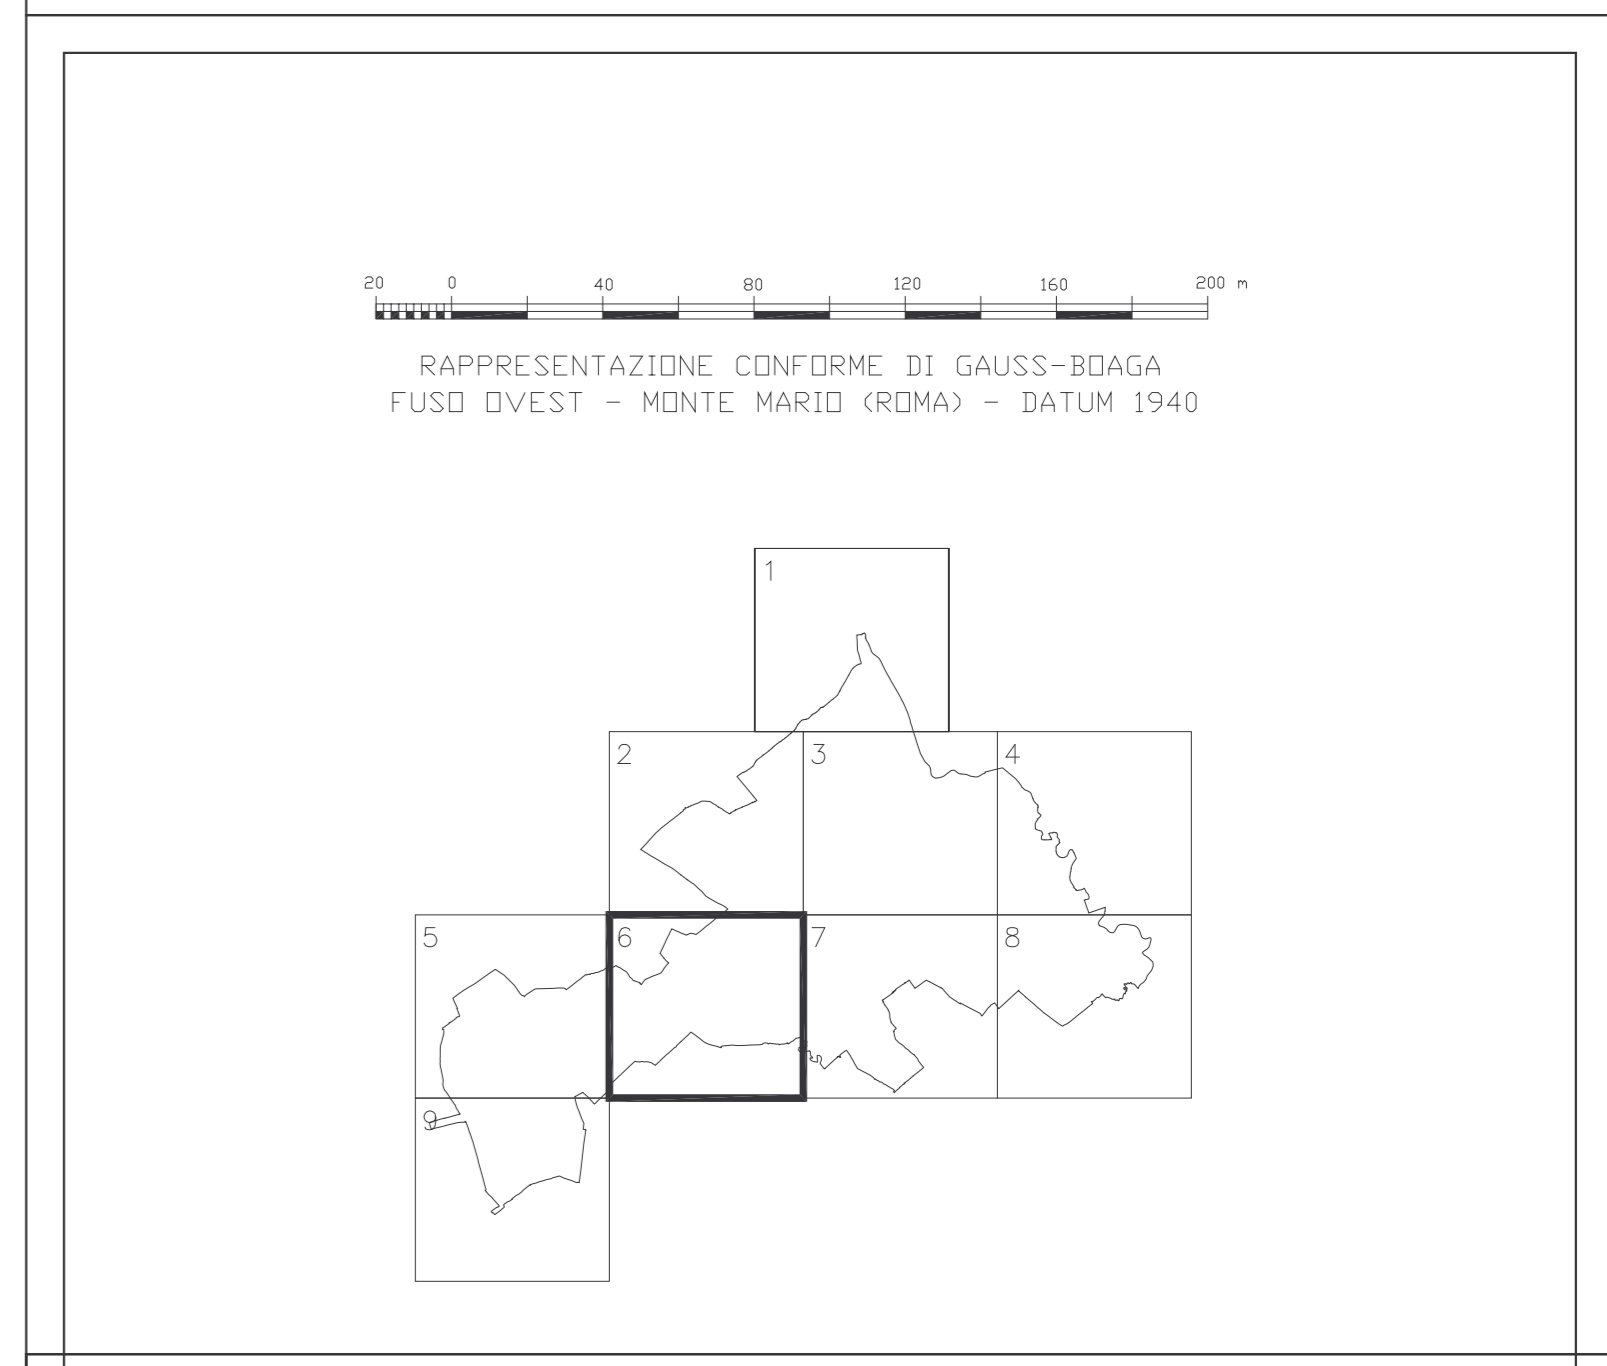 20 0 40 80 120 160 200 m
RAPPRESENTAZIONE CONFORME DI GAUSS-BOAGA
FUSO OVEST - MONTE MARIO (ROMA) - DATUM 1940
1
2 3 4
5 6 7 8
9